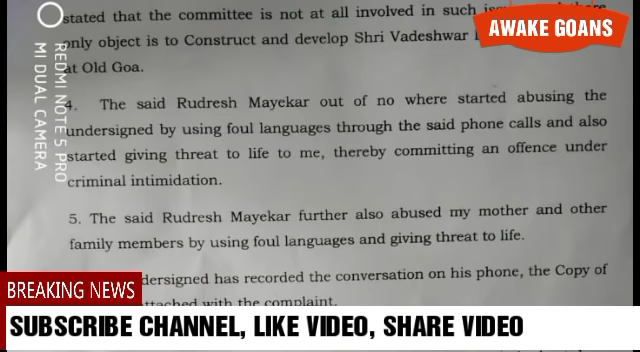 stated that the committee is not at all involved in such
only object is to Construct and develop Shri Vadeshwar
at Old Goa.
4. The said Rudresh Mayekar out of no where started abusing the
undersigned by using foul languages through the said phone calls and also
started giving threat to life to me, thereby committing an offence under
criminal intimidation.
5. The said Rudresh Mayekar further also abused my mother and other
family members by using foul languages and giving threat to life.
dersigned has recorded the conversation on his phone, the Copy of
ttached with the complaint.
AWAKE GOANS
REDMI NOTE 5 PRO
MI DUAL CAMERA
BREAKING NEWS
SUBSCRIBE CHANNEL, LIKE VIDEO, SHARE VIDEO